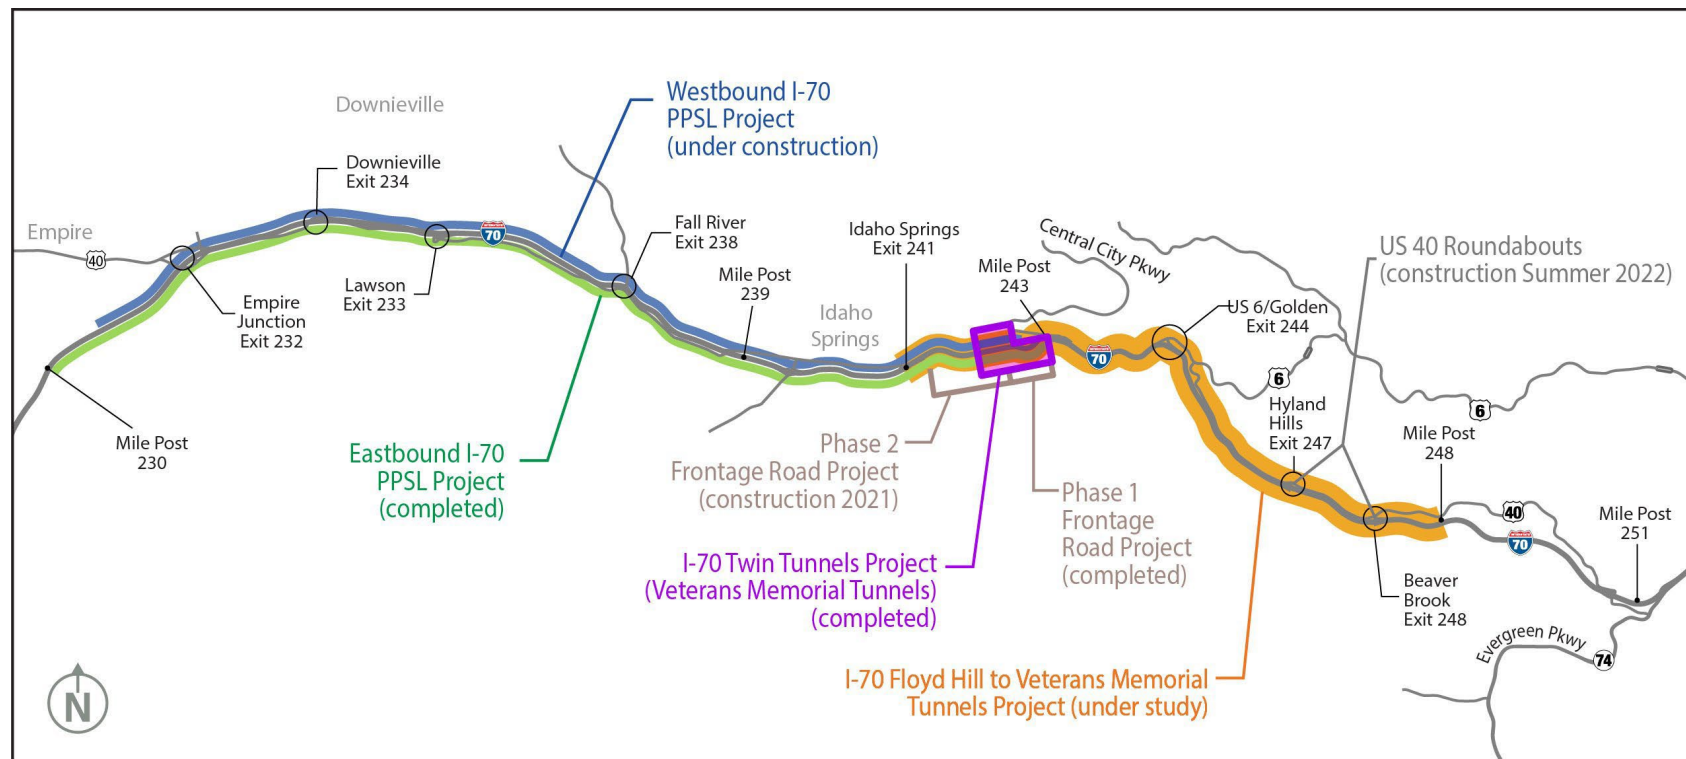 Westbound I-70
PPSL Project
(under construction)
Downieville
Downieville
Exit 234
Empire
40
70
Fall River
Exit 238
Idaho Springs
Exit 241
Central City Pkwy
US 40 Roundabouts
(construction Summer 2022)
Mile Post
239
Mile Post
243
Lawson
Exit 233
Empire
Junction
Exit 232
Idaho
Springs
US 6/Golden
Exit 244
70
6
6
Hyland
Hills
Exit 247
Mile Post
248
Mile Post
230
Eastbound I-70
PPSL Project
(completed)
Phase 2
Frontage Road Project
(construction 2021)
Phase 1
Frontage
Road Project
(completed)
40
70
Mile Post
251
I-70 Twin Tunnels Project
(Veterans Memorial Tunnels)
(completed)
Beaver
Brook
Exit 248
Evergreen Pkwy
74
I-70 Floyd Hill to Veterans Memorial
Tunnels Project (under study)
N